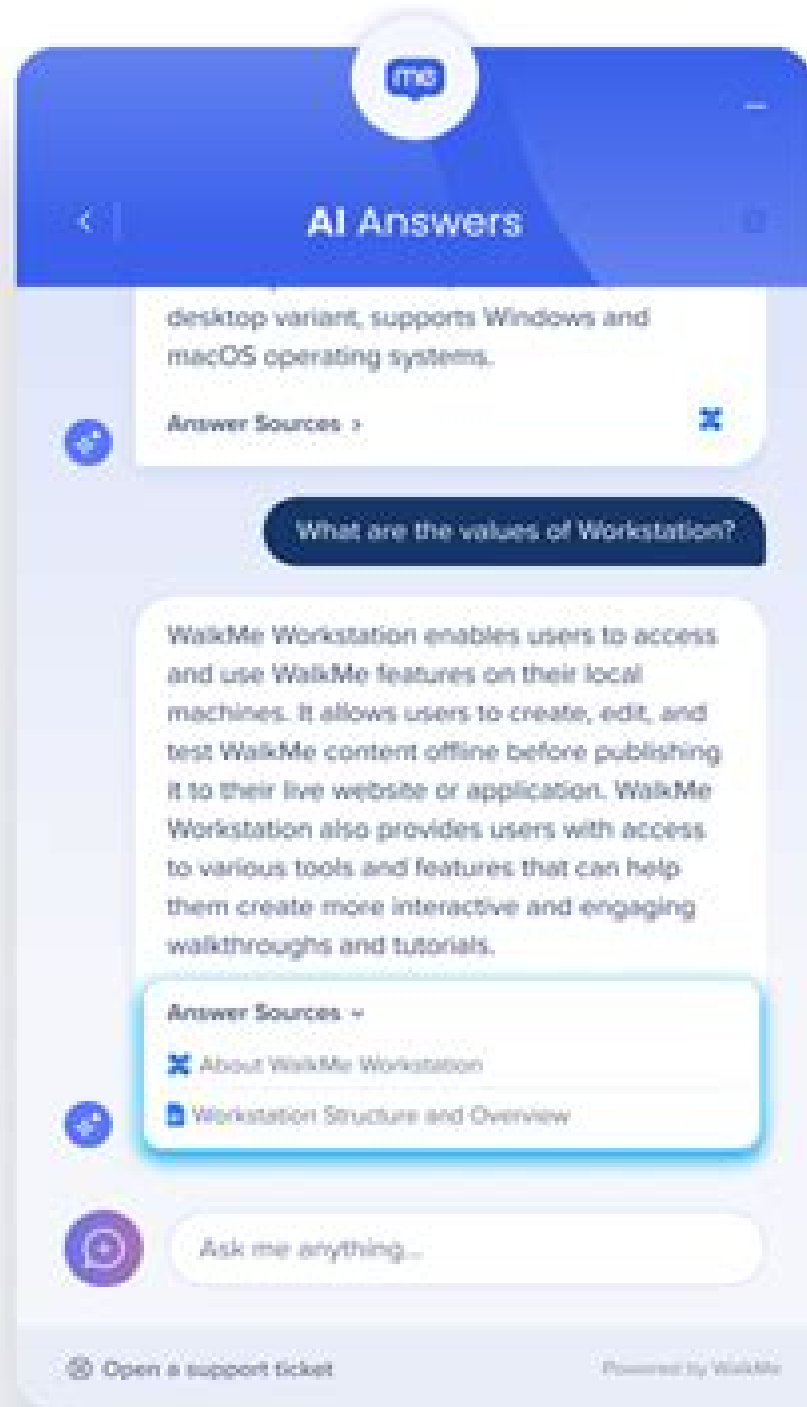 me
AI Answers
desktop variant, supports Windows and
macOS operating systems.
Answer Sources >
What are the values of Workstation?
WalkMe Workstation enables users to access
and use WalkMe features on their local
machines. It allows users to create, edit, and
test WalkMe content offline before publishing
it to their live website or application. WalkMe
Workstation also provides users with access
to various tools and features that can help
them create more interactive and engaging
walkthroughs and tutorials.
Answer Sources
About WalkMe Workstation
Workstation Structure and Overview
Ask me anything...
Open a support ticket
Powered by WalkMe